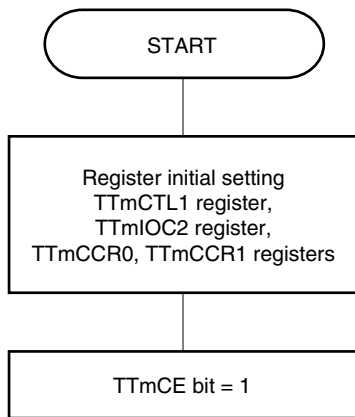 START
Register initial setting
TTmCTL1 register,
TTmIOC2 register,
TTmCCR0, TTmCCR1 registers
TTmCE bit = 1